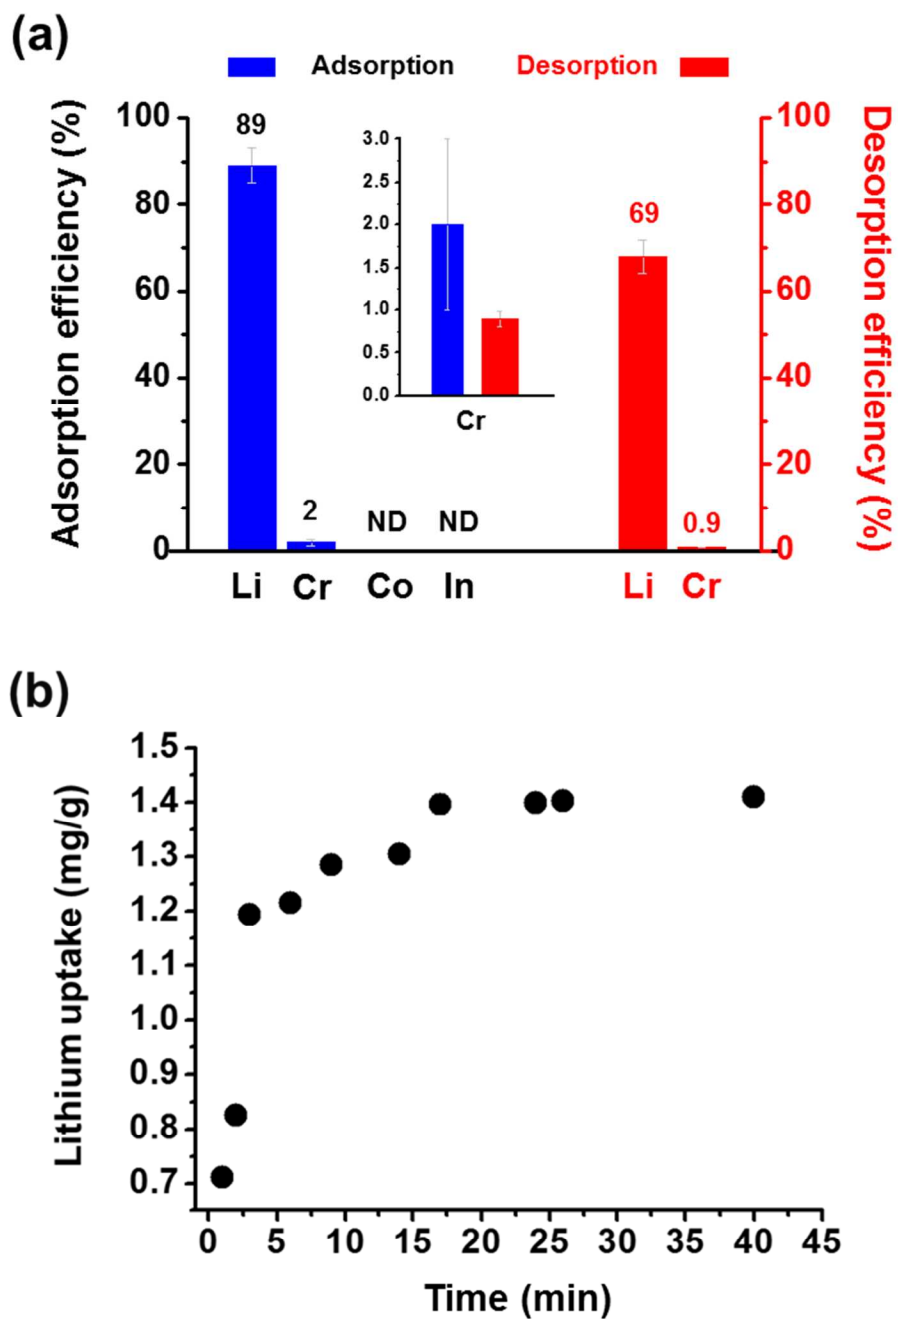 (a)
Adsorption Desorption
Adsorption efficiency (%)
100
80
60
40
20
0
89
2
ND ND
3.0
2.5
2.0
1.5
1.0
0.5
0.0
Cr
69
0.9
100
80
60
40
20
0
Desorption efficiency (%)
Li Cr Co In Li Cr
(b)
Lithium uptake (mg/g)
1.5
1.4
1.3
1.2
1.1
1.0
0.9
0.8
0.7
0 5 10 15 20 25 30 35 40 45
Time (min)